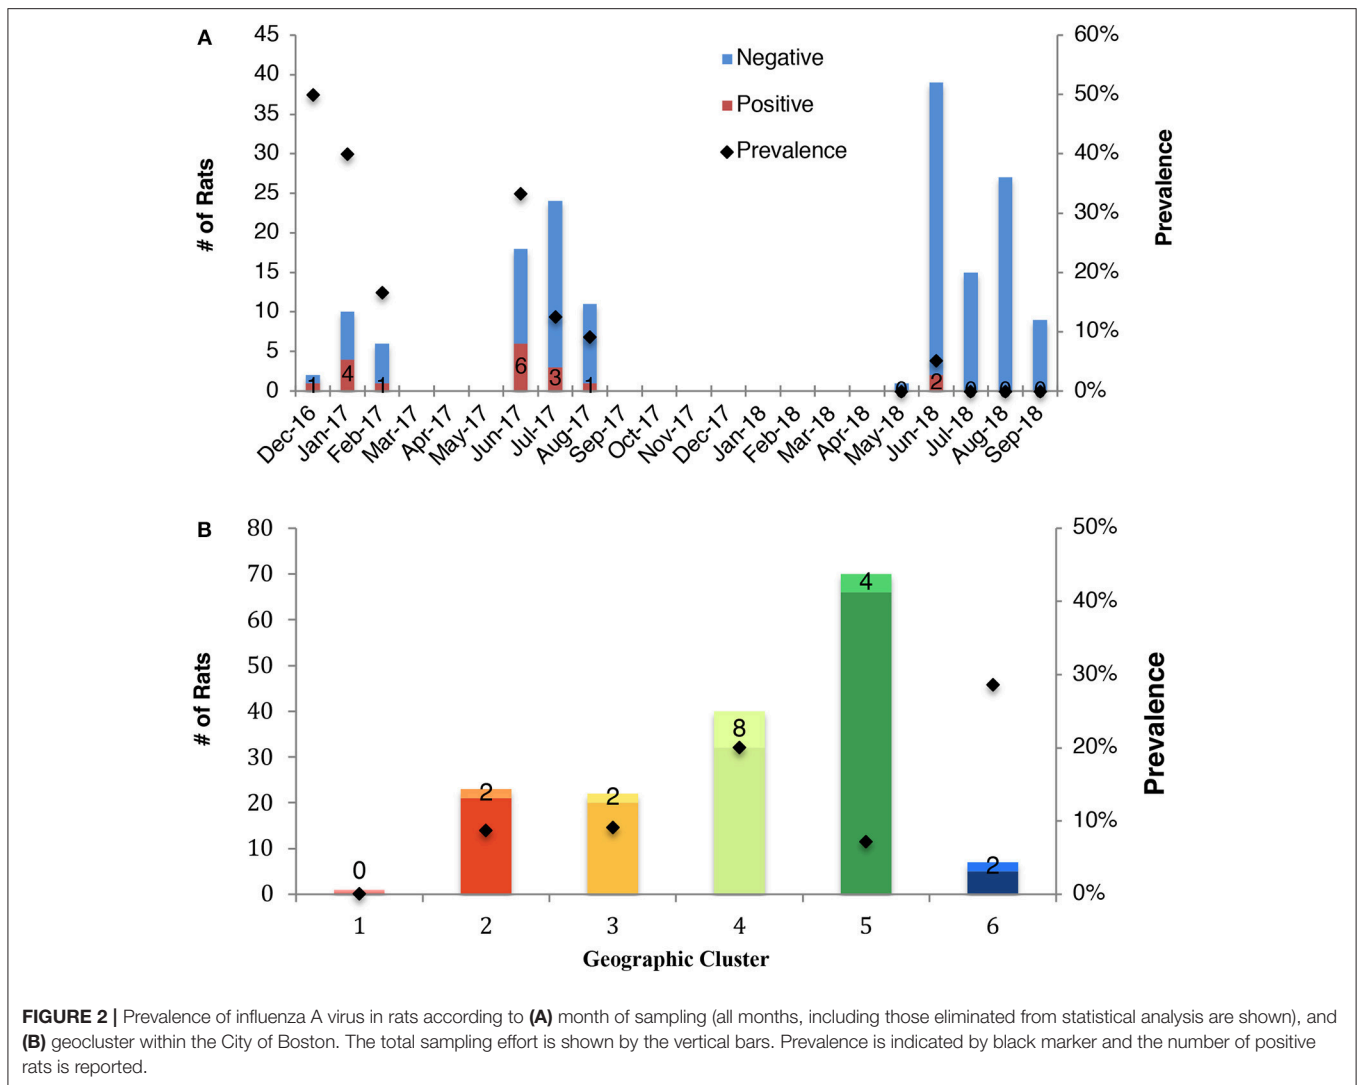 A
45
40
35
30
25
20
15
10
5
0
# of Rats
Negative
Positive
Prevalence
60%
50%
40%
30%
20%
10%
0%
Prevalence
1
4
1
6
3
1
0
2
0
0
0
Dec-16
Jan-17
Feb-17
Mar-17
Apr-17
May-17
Jun-17
Jul-17
Aug-17
Sep-17
Oct-17
Nov-17
Dec-17
Jan-18
Feb-18
Mar-18
Apr-18
May-18
Jun-18
Jul-18
Aug-18
Sep-18
B
80
70
60
50
40
30
20
10
0
# of Rats
50%
40%
30%
20%
10%
0%
Prevalence
0
2
2
8
4
2
1
2
3
4
5
6
Geographic Cluster
FIGURE 2 | Prevalence of influenza A virus in rats according to (A) month of sampling (all months, including those eliminated from statistical analysis are shown), and
(B) geocluster within the City of Boston. The total sampling effort is shown by the vertical bars. Prevalence is indicated by black marker and the number of positive
rats is reported.